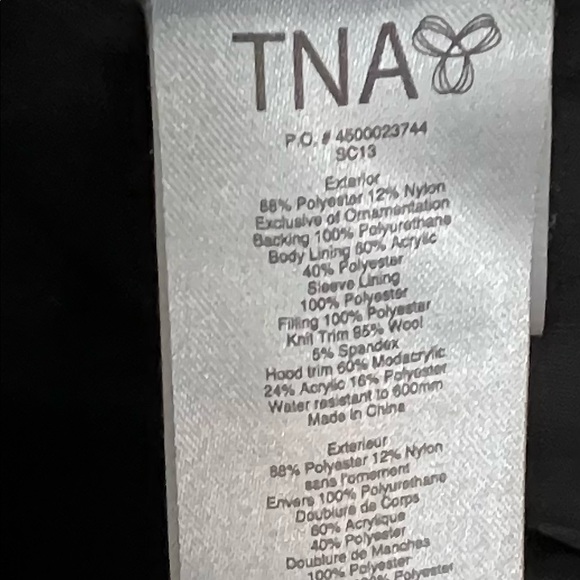 TNA
P.O. # 4500023744
SC13
Exterior
88% Polyester 12% Nylon
Exclusive of Ornamentation
Backing 100% Polyurethane
Body Lining 60% Acrylic
40% Polyester
Sleeve Lining
100% Polyester
Filling 100% Polyester
Knit Trim 95% Wool
5% Spandex
Hood trim 60% Modacrylic
24% Acrylic 16% Polyester
Water resistant to 600mm
Made in China
Exterieur
88% Polyester 12% Nylon
sans l'ornement
Envers 100% Polyurethane
Doublure de Corps
60% Acrylique
40% Polyester
Doublure de Manches
100% Polyester
Polyester